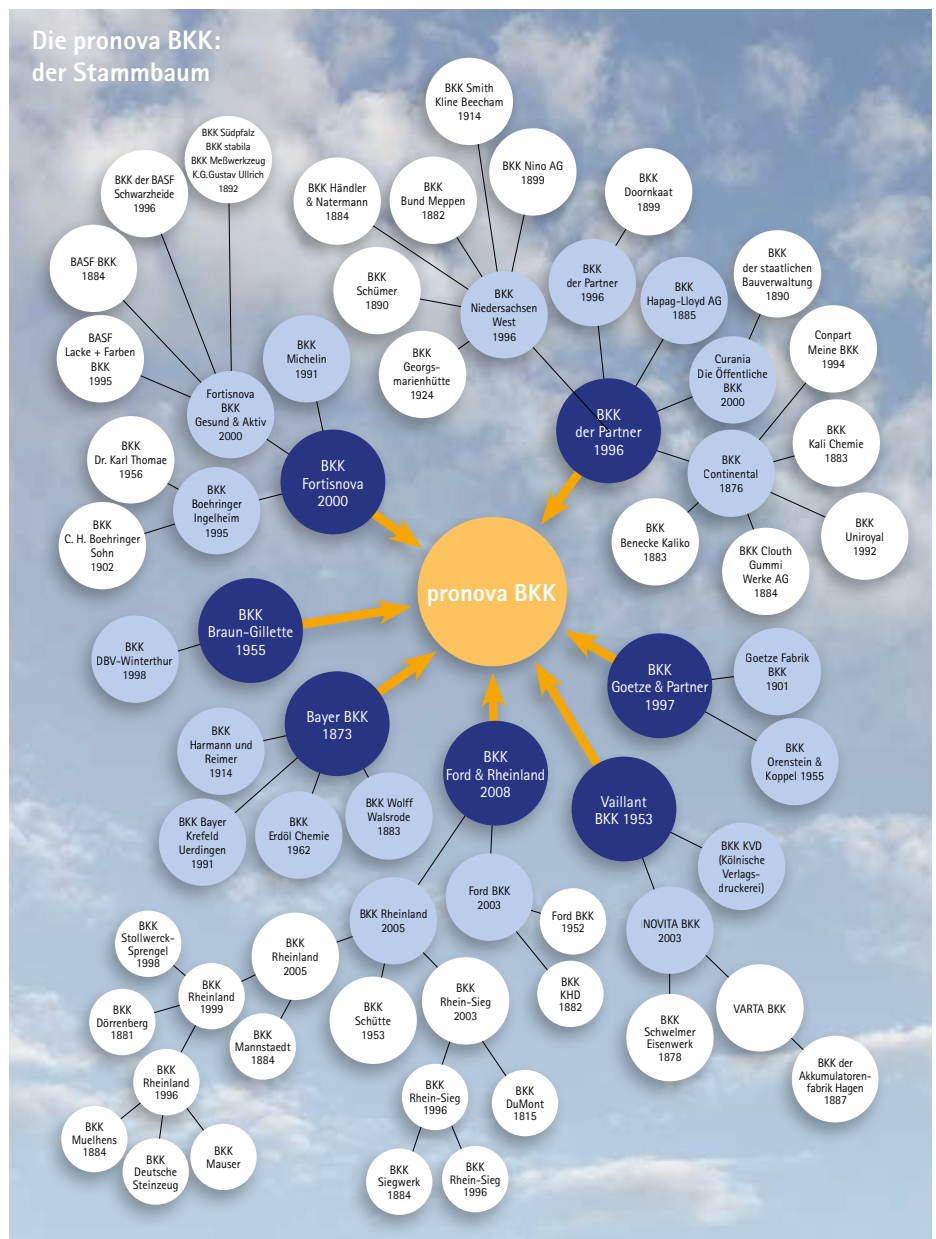 Die pronova BKK:
der Stammbaum
BKK Smith
Kline Beecham
1914
BKK Südpfalz
BKK stabila
BKK Meßwerkzeug
K.G.Gustav Ullrich
1892
BKK der BASF
Schwarzheide
1996
BKK Händler
& Natermann
1884
BKK
Bund Meppen
1882
BKK Nino AG
1899
BKK
Doornkaat
1899
BASF BKK
1884
BKK
Schümer
1890
BKK
Niedersachsen
West
1996
BKK
der Partner
1996
BKK
Hapag-Lloyd AG
1885
BKK
der staatlichen
Bauverwaltung
1890
BASF
Lacke + Farben
BKK
1995
BKK
Michelin
1991
BKK
Georgs-
marienhütte
1924
Curania
Die Öffentliche
BKK
2000
Conpart
Meine BKK
1994
Fortisnova
BKK
Gesund & Aktiv
2000
BKK
der Partner
1996
BKK
Kali Chemie
1883
BKK
Dr. Karl Thomae
1956
BKK
Fortisnova
2000
BKK
Continental
1876
BKK
Boehringer
Ingelheim
1995
BKK
C. H. Boehringer
Sohn
1902
BKK
Benecke Kaliko
1883
BKK Clouth
Gummi
Werke AG
1884
BKK
Uniroyal
1992
pronova BKK
BKK
Braun-Gillette
1955
BKK
DBV-Winterthur
1998
BKK
Goetze & Partner
1997
Goetze Fabrik
BKK
1901
Bayer BKK
1873
BKK
Harmann und
Reimer
1914
BKK
Ford & Rheinland
2008
BKK
Orenstein &
Koppel 1955
Vaillant
BKK 1953
BKK Bayer
Krefeld
Uerdingen
1991
BKK
Erdöl Chemie
1962
BKK Wolff
Walsrode
1883
BKK KVD
(Kölnische
Verlags-
druckerei)
BKK Rheinland
2005
Ford BKK
2003
Ford BKK
1952
NOVITA BKK
2003
BKK
Stollwerck-
Sprengel
1998
BKK
Rheinland
2005
BKK
Rheinland
1999
BKK
Rhein-Sieg
2003
BKK
KHD
1882
BKK
Dörrenberg
1881
BKK
Mannstaedt
1884
BKK
Schütte
1953
BKK
Schwelmer
Eisenwerk
1878
VARTA BKK
BKK
Rheinland
1996
BKK
Rhein-Sieg
1996
BKK
DuMont
1815
BKK der
Akkumulatoren-
fabrik Hagen
1887
BKK
Muelhens
1884
BKK
Deutsche
Steinzeug
BKK
Mauser
BKK
Siegwerk
1884
BKK
Rhein-Sieg
1996